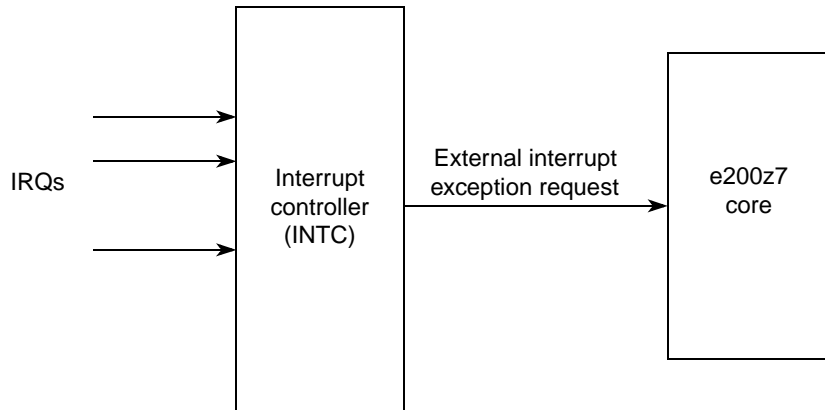 IRQs
Interrupt
controller
(INTC)
External interrupt
exception request
e200z7
core